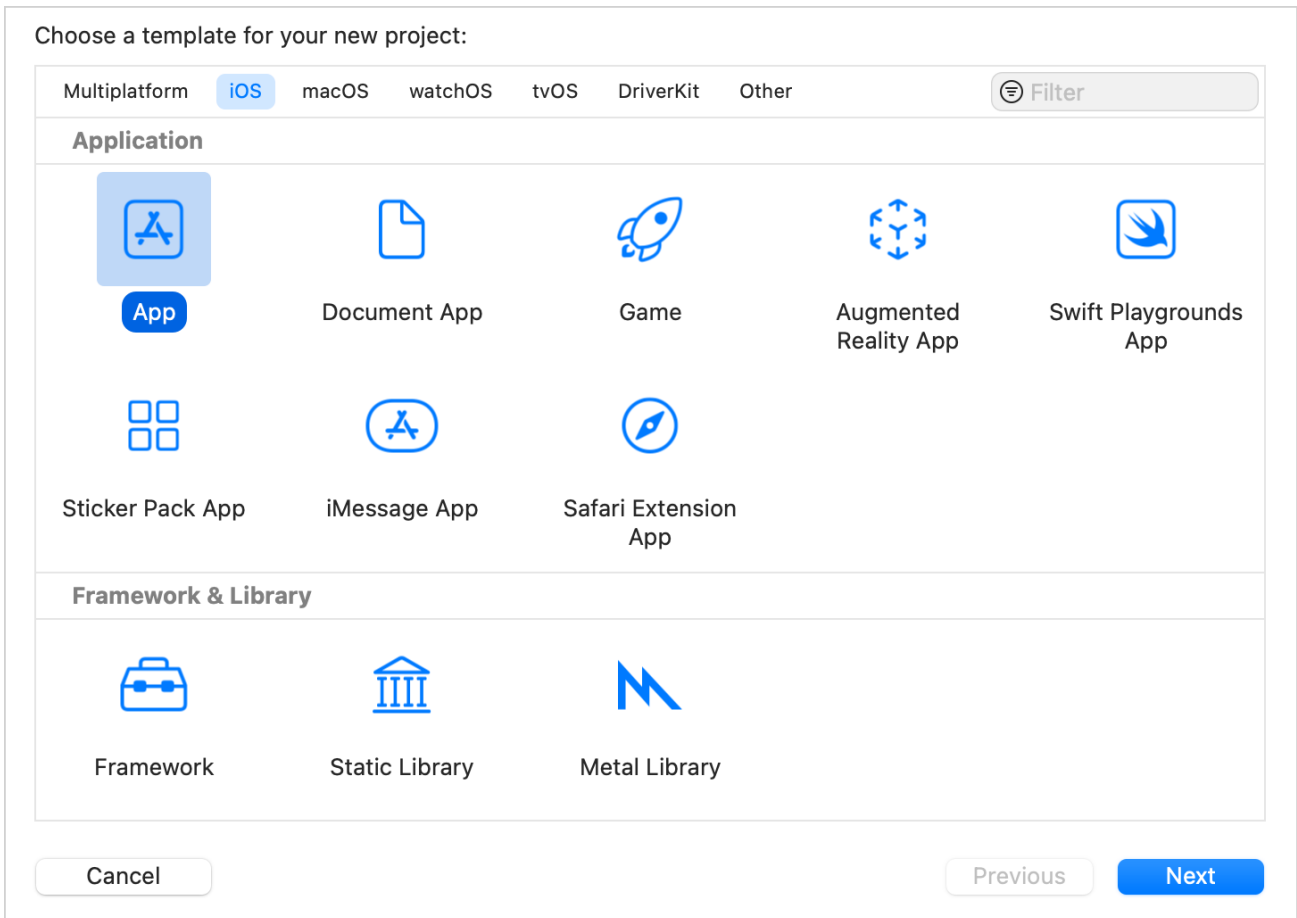 Choose a template for your new project:
Multiplatform iOS macOS watchOS tvOS DriverKit Other Filter
Application
App Document App Game Augmented Reality App Swift Playgrounds App
Sticker Pack App iMessage App Safari Extension App
Framework & Library
Framework Static Library Metal Library
Cancel Previous Next